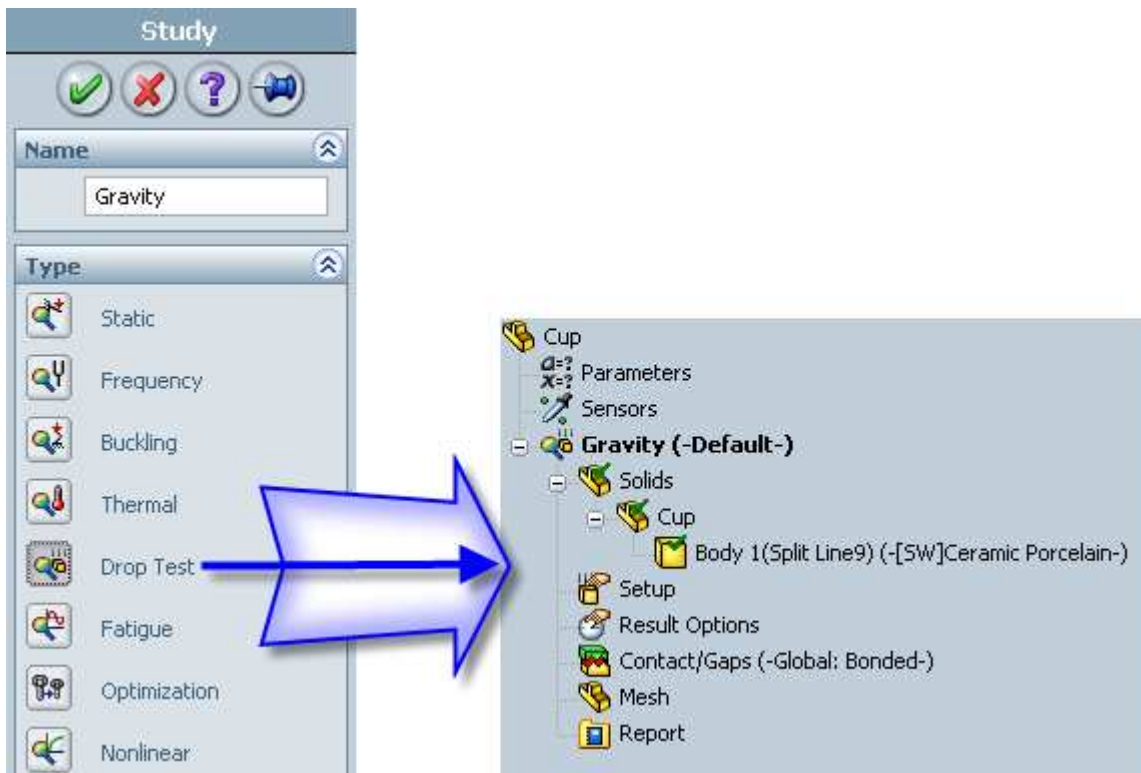 Study
Name
Gravity
Type
Static
Frequency
Buckling
Thermal
Drop Test
Fatigue
Optimization
Nonlinear
Cup
a=?
x=?
Parameters
Sensors
Gravity (-Default-)
Solids
Cup
Body 1(Split Line9) (-[SW]Ceramic Porcelain-)
Setup
Result Options
Contact/Gaps (-Global: Bonded-)
Mesh
Report